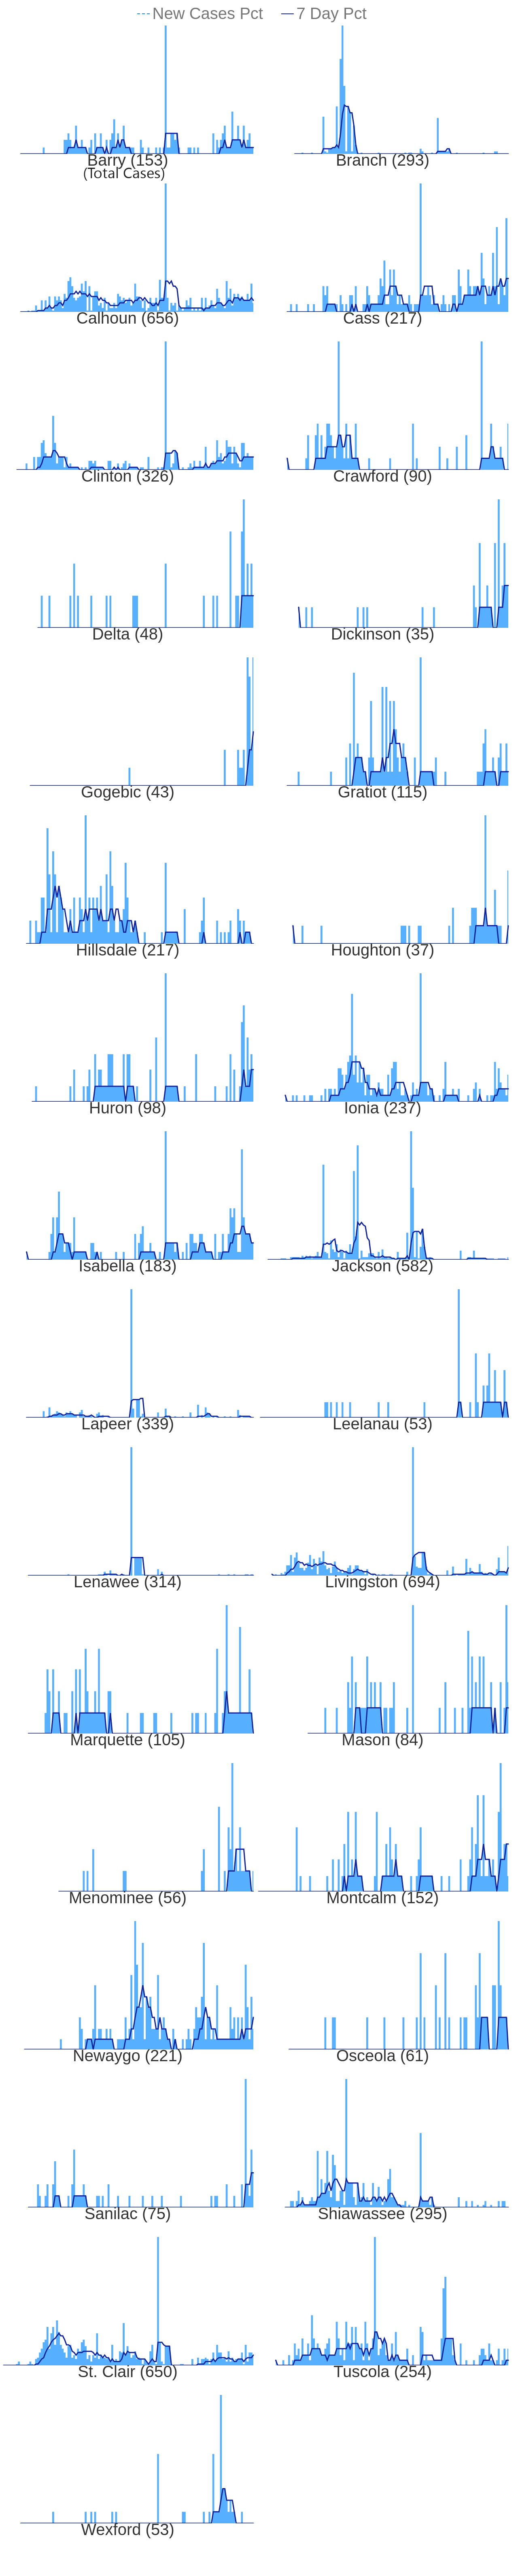 New Cases Pct 7 Day Pct
Barry (153) Branch (293)
(Total Cases)
Calhoun (656) Cass (217)
Clinton (326) Crawford (90)
Delta (48) Dickinson (35)
Gogebic (43) Gratiot (115)
Hillsdale (217) Houghton (37)
Huron (98) Ionia (237)
Isabella (183) Jackson (582)
Lapeer (339) Leelanau (53)
Lenawee (314) Livingston (694)
Marquette (105) Mason (84)
Menominee (56) Montcalm (152)
Newaygo (221) Osceola (61)
Sanilac (75) Shiawassee (295)
St. Clair (650) Tuscola (254)
Wexford (53)